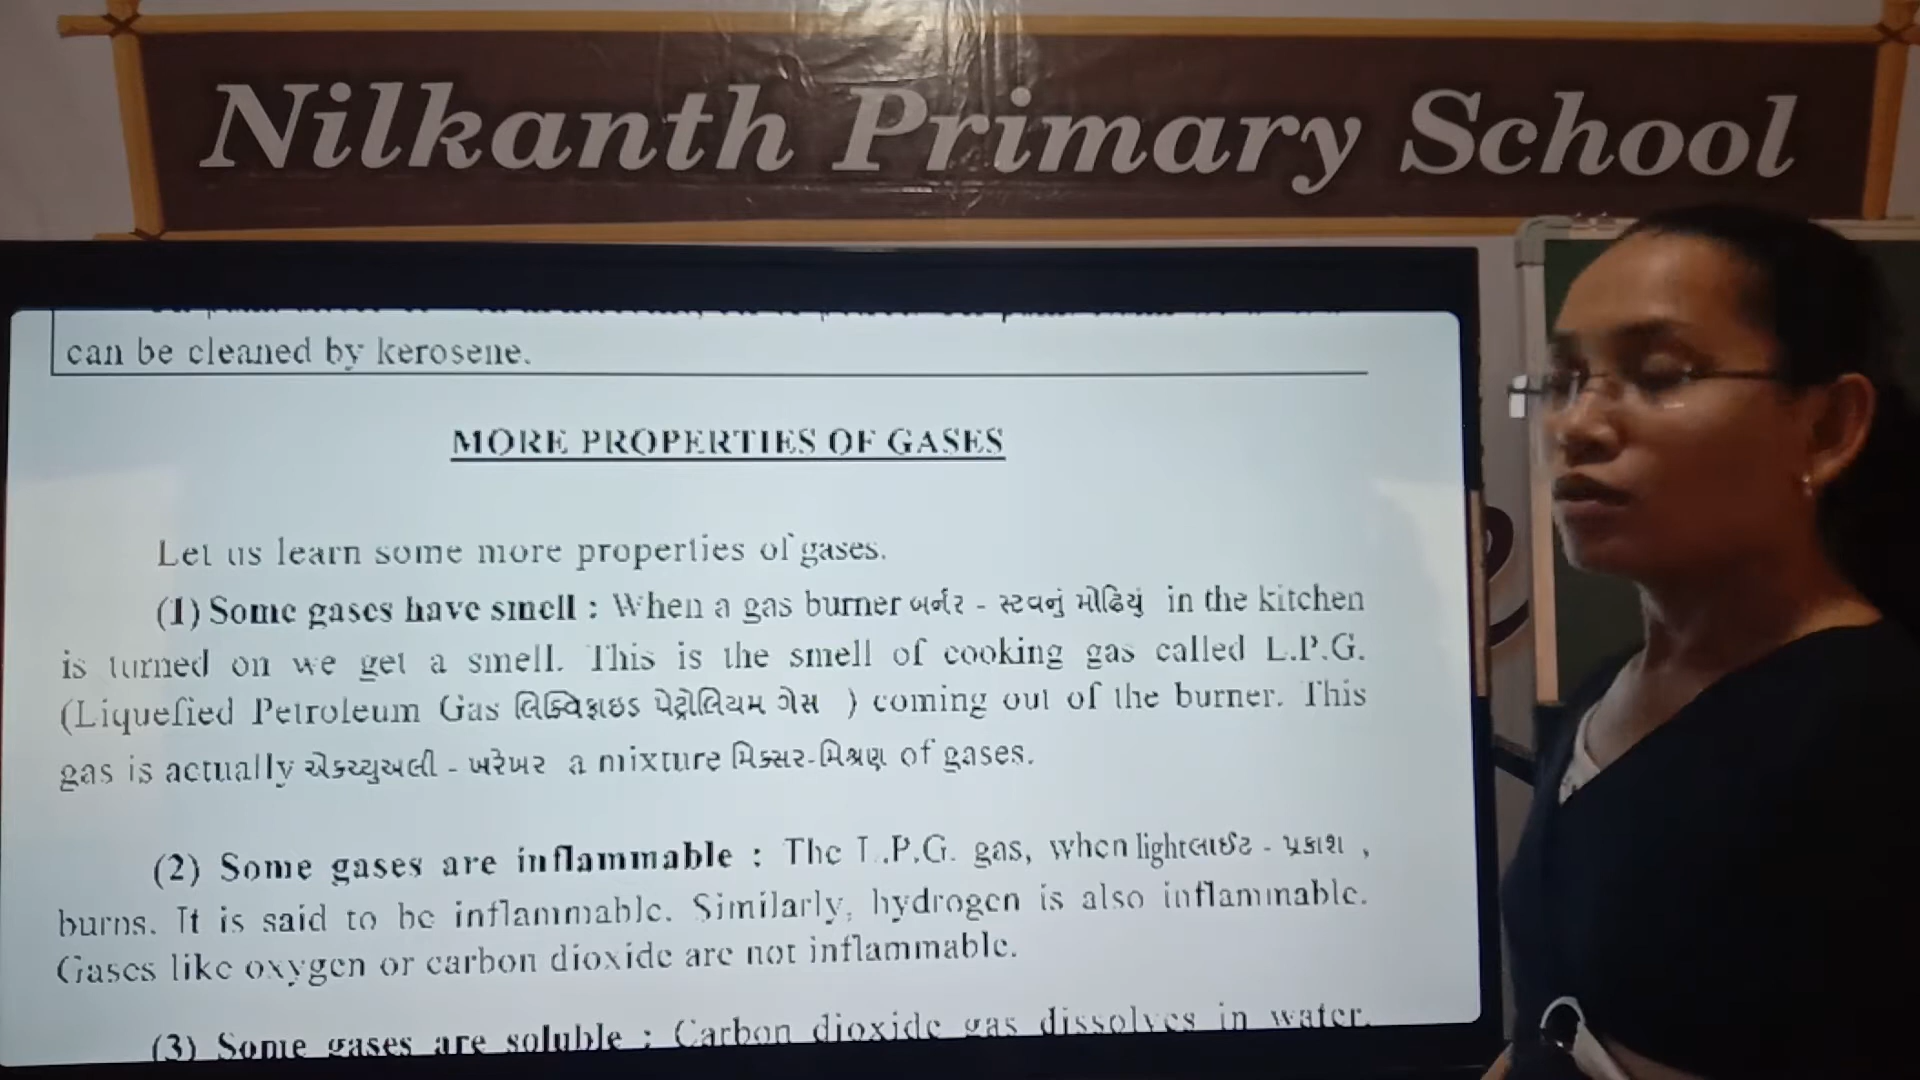 Nilkanth Primary School
can be cleaned by kerosene.
MORE PROPERTIES OF GASES
Let us learn some more properties of gases.
(1) Some gases have smell : When a gas burner બર્નર - સ્ટવનું મોઢિયું in the kitchen
is turned on we get a smell. This is the smell of cooking gas called L.P.G.
(Liquefied Petroleum Gas લિક્વિફાઇડ પેટ્રોલિયમ ગેસ ) coming out of the burner. This
gas is actually એક્ચ્યુઅલી - ખરેખર a mixture મિક્સર-મિશ્રણ of gases.
(2) Some gases are inflammable : The L.P.G. gas, when light લાઈટ - પ્રકાશ ,
burns. It is said to be inflammable. Similarly, hydrogen is also inflammable.
Gases like oxygen or carbon dioxide are not inflammable.
(3) Some gases are soluble : Carbon dioxide gas dissolves in water.